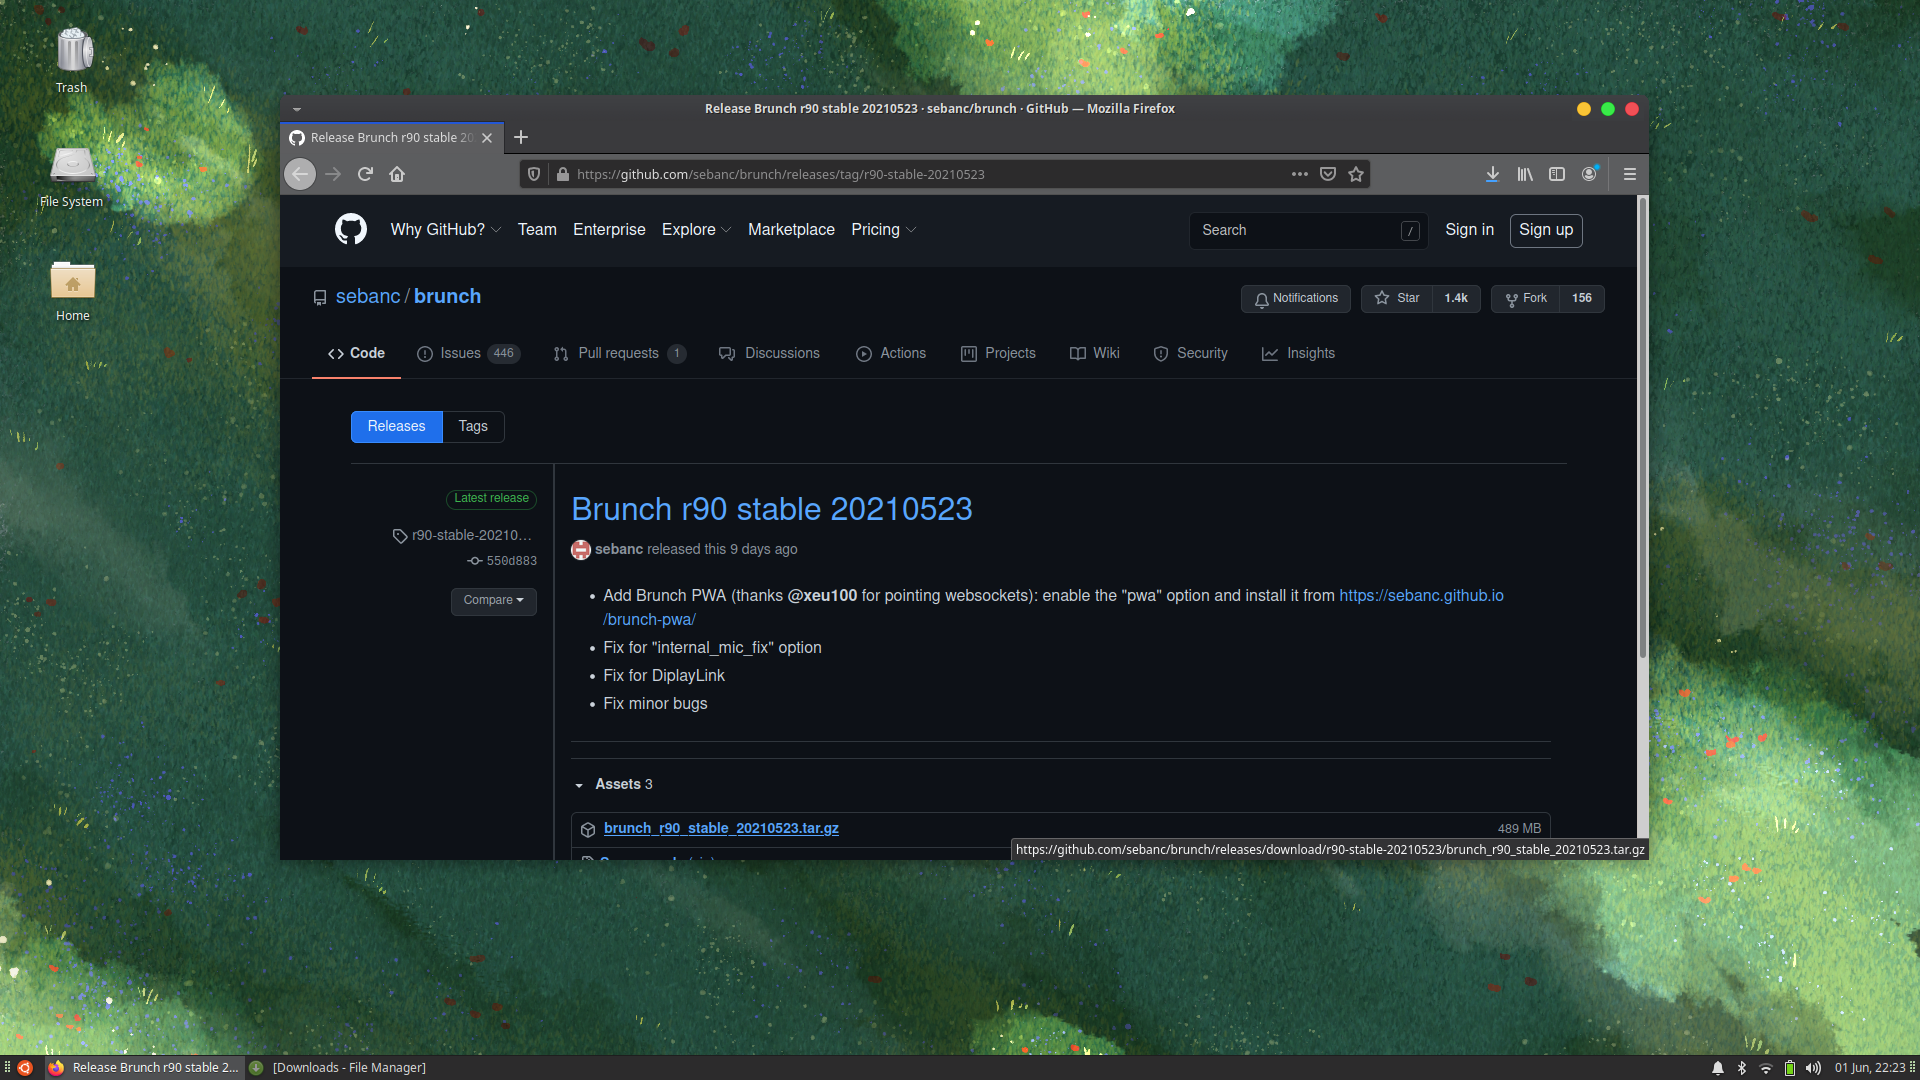 Trash
File System
Home
Release Brunch r90 stable 20210523 · sebanc/brunch · GitHub — Mozilla Firefox
Release Brunch r90 stable 20
https://github.com/sebanc/brunch/releases/tag/r90-stable-20210523
Why GitHub? Team Enterprise Explore Marketplace Pricing Search / Sign in Sign up
sebanc / brunch
Notifications Star 1.4k Fork 156
Code Issues 446 Pull requests 1 Discussions Actions Projects Wiki Security Insights
Releases Tags
Latest release
r90-stable-20210...
550d883
Compare
Brunch r90 stable 20210523
sebanc released this 9 days ago
Add Brunch PWA (thanks @xeu100 for pointing websockets): enable the "pwa" option and install it from https://sebanc.github.io
/brunch-pwa/
Fix for "internal_mic_fix" option
Fix for DiplayLink
Fix minor bugs
Assets 3
brunch_r90_stable_20210523.tar.gz 489 MB
https://github.com/sebanc/brunch/releases/download/r90-stable-20210523/brunch_r90_stable_20210523.tar.gz
Release Brunch r90 stable 2... [Downloads - File Manager] 01 Jun, 22:23